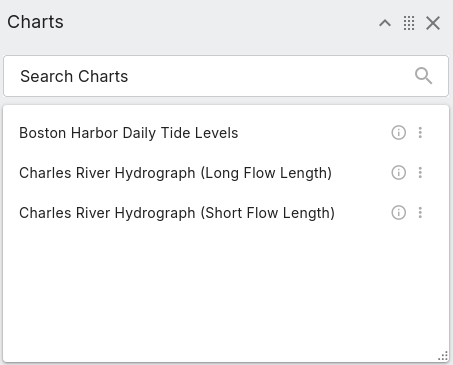 Charts
Search Charts
Boston Harbor Daily Tide Levels
Charles River Hydrograph (Long Flow Length)
Charles River Hydrograph (Short Flow Length)